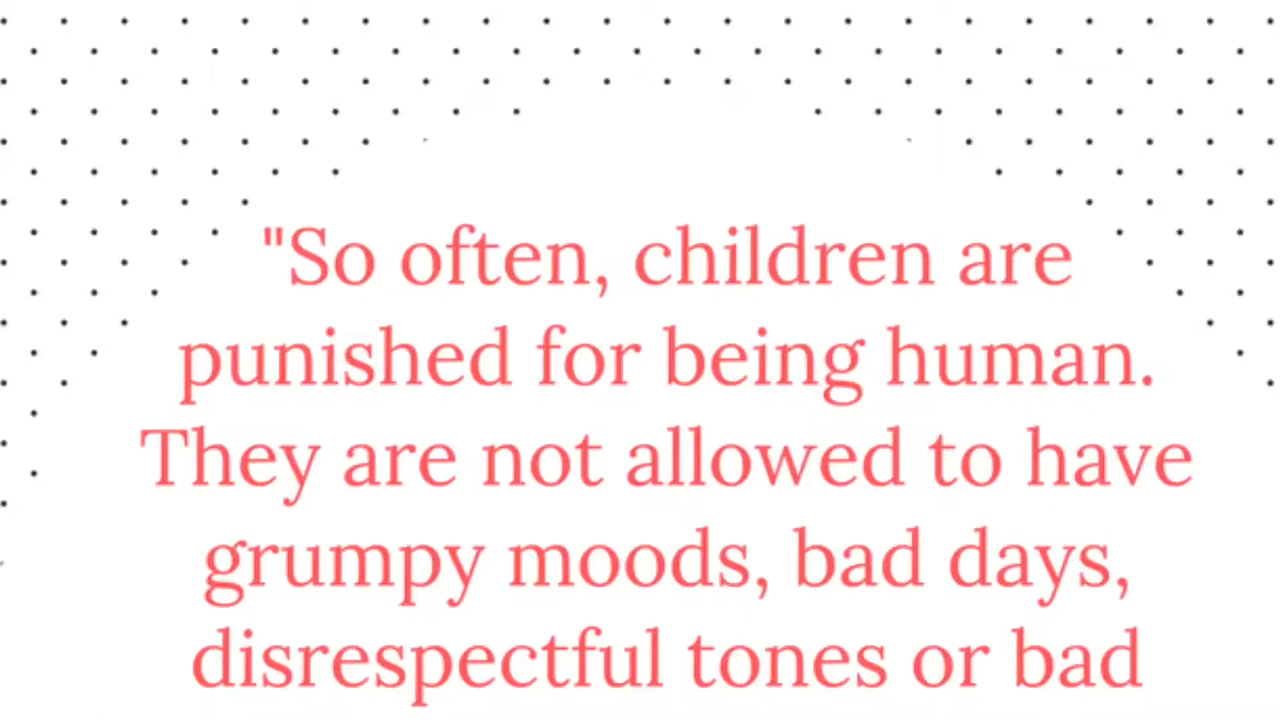 "So often, children are
punished for being human.
They are not allowed to have
grumpy moods, bad days,
disrespectful tones or bad